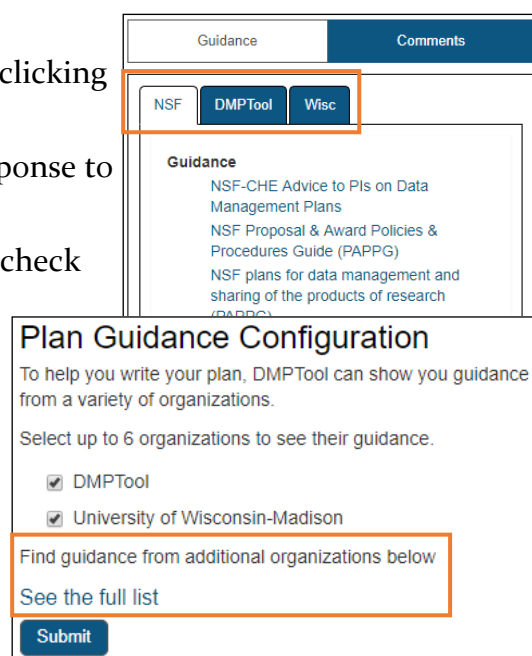 clicking
ponse to
check
Guidance Comments
NSF DMPTool Wisc
Guidance
NSF-CHE Advice to PIs on Data
Management Plans
NSF Proposal & Award Policies &
Procedures Guide (PAPPG)
NSF plans for data management and
sharing of the products of research
(PAPPG)
Plan Guidance Configuration
To help you write your plan, DMPTool can show you guidance
from a variety of organizations.
Select up to 6 organizations to see their guidance.
DMPTool
University of Wisconsin-Madison
Find guidance from additional organizations below
See the full list
Submit